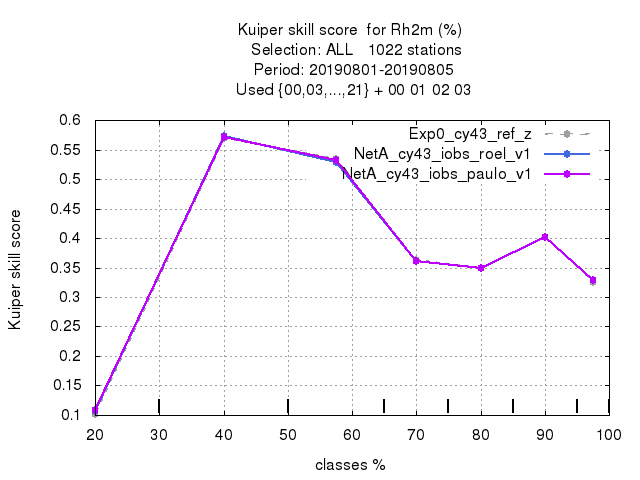 Kuiper skill score  for Rh2m (%)
Selection: ALL   1022 stations
Period: 20190801-20190805
Used {00,03,...,21} + 00 01 02 03
Exp0_cy43_ref_z
NetA_cy43_iobs_roel_v1
NetA_cy43_iobs_paulo_v1
0.6
0.55
0.5
0.45
0.4
0.35
0.3
0.25
0.2
0.15
0.1
Kuiper skill score
20 30 40 50 60 70 80 90 100
classes %